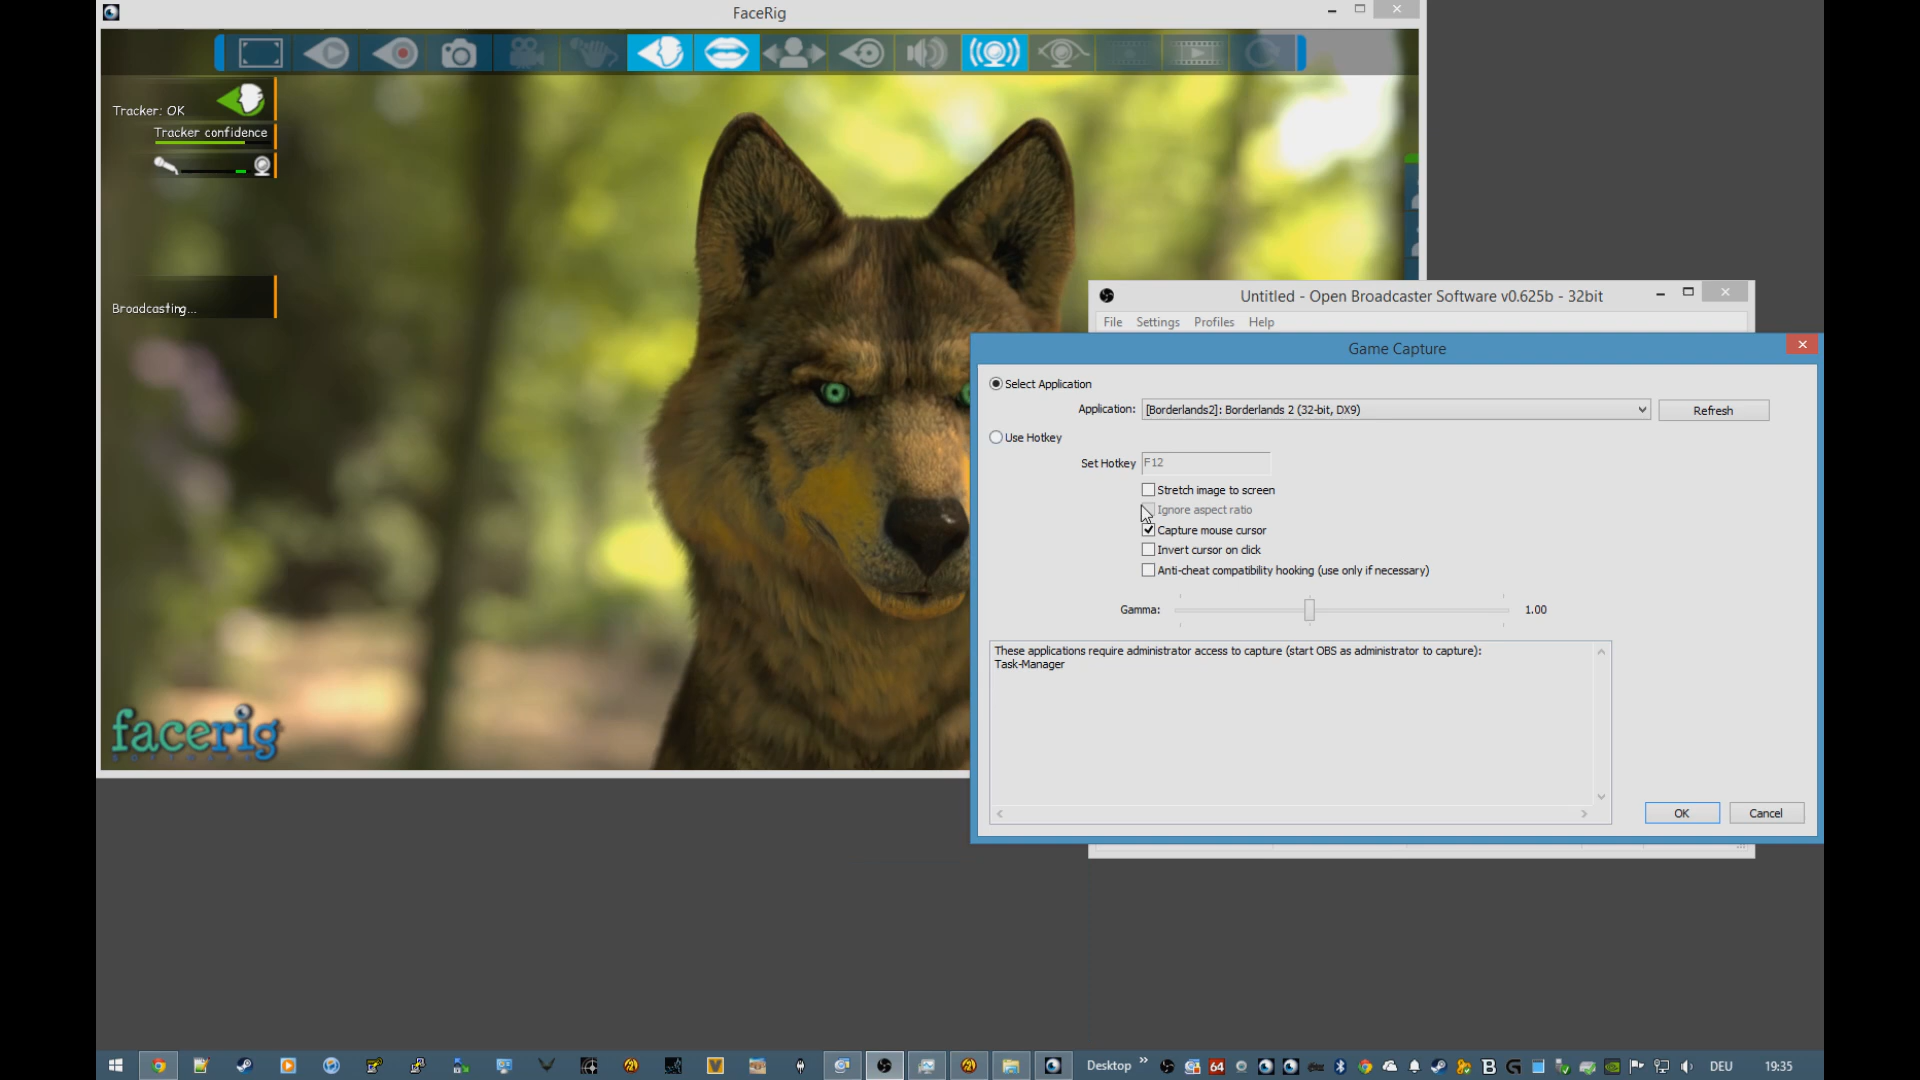 FaceRig
Tracker: OK
Tracker confidence
Broadcasting...
facerig
Untitled - Open Broadcaster Software v0.625b - 32bit
File Settings Profiles Help
Game Capture
Select Application
Application: [Borderlands2]: Borderlands 2 (32-bit, DX9) Refresh
Use Hotkey
Set Hotkey F12
Stretch image to screen
Ignore aspect ratio
Capture mouse cursor
Invert cursor on click
Anti-cheat compatibility hooking (use only if necessary)
Gamma: 1.00
These applications require administrator access to capture (start OBS as administrator to capture):
Task-Manager
OK Cancel
Desktop 64 DEU 19:35